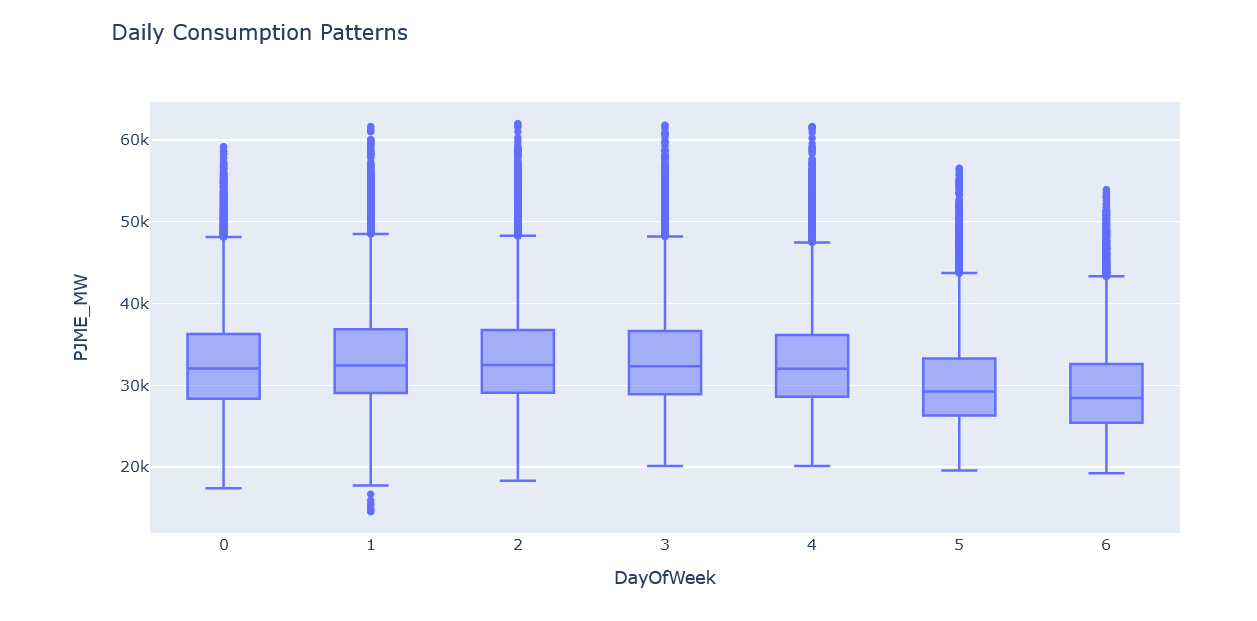 Daily Consumption Patterns
60k
50k
40k
30k
20k
PJME_MW
0 1 2 3 4 5 6
DayOfWeek